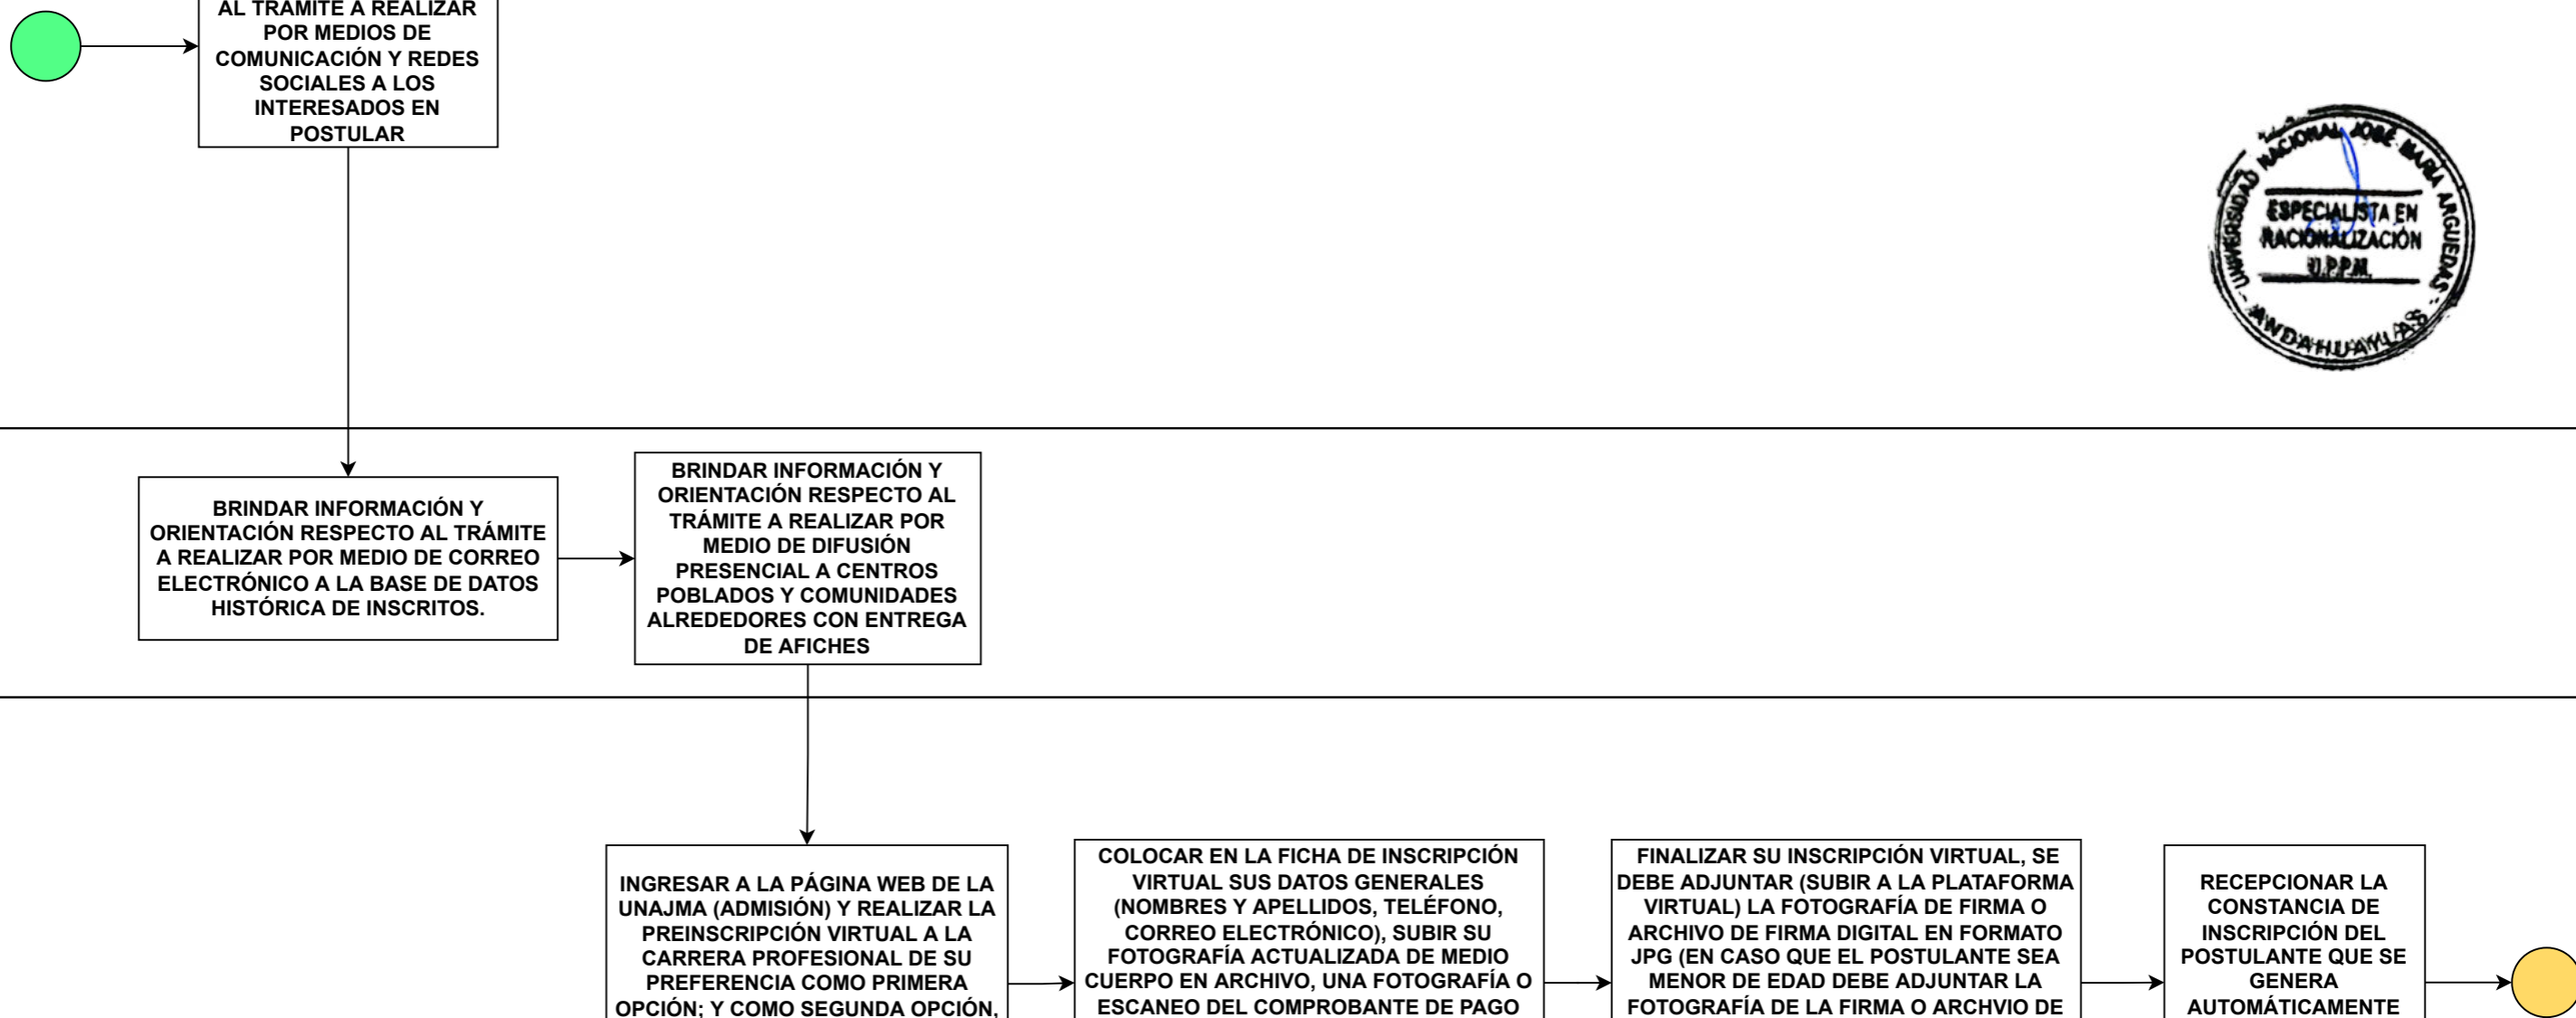 AL TRÁMITE A REALIZAR
POR MEDIOS DE
COMUNICACIÓN Y REDES
SOCIALES A LOS
INTERESADOS EN
POSTULAR
UNIVERSIDAD NACIONAL JOSÉ MARÍA ARGUEDAS -
ESPECIALISTA EN
RACIONALIZACIÓN
U.P.P.M.
- ANDAHUAYLAS -
BRINDAR INFORMACIÓN Y
ORIENTACIÓN RESPECTO AL TRÁMITE
A REALIZAR POR MEDIO DE CORREO
ELECTRÓNICO A LA BASE DE DATOS
HISTÓRICA DE INSCRITOS.
BRINDAR INFORMACIÓN Y
ORIENTACIÓN RESPECTO AL
TRÁMITE A REALIZAR POR
MEDIO DE DIFUSIÓN
PRESENCIAL A CENTROS
POBLADOS Y COMUNIDADES
ALREDEDORES CON ENTREGA
DE AFICHES
INGRESAR A LA PÁGINA WEB DE LA
UNAJMA (ADMISIÓN) Y REALIZAR LA
PREINSCRIPCIÓN VIRTUAL A LA
CARRERA PROFESIONAL DE SU
PREFERENCIA COMO PRIMERA
OPCIÓN; Y COMO SEGUNDA OPCIÓN,
COLOCAR EN LA FICHA DE INSCRIPCIÓN
VIRTUAL SUS DATOS GENERALES
(NOMBRES Y APELLIDOS, TELÉFONO,
CORREO ELECTRÓNICO), SUBIR SU
FOTOGRAFÍA ACTUALIZADA DE MEDIO
CUERPO EN ARCHIVO, UNA FOTOGRAFÍA O
ESCANEO DEL COMPROBANTE DE PAGO
FINALIZAR SU INSCRIPCIÓN VIRTUAL, SE
DEBE ADJUNTAR (SUBIR A LA PLATAFORMA
VIRTUAL) LA FOTOGRAFÍA DE FIRMA O
ARCHIVO DE FIRMA DIGITAL EN FORMATO
JPG (EN CASO QUE EL POSTULANTE SEA
MENOR DE EDAD DEBE ADJUNTAR LA
FOTOGRAFÍA DE LA FIRMA O ARCHVIO DE
RECEPCIONAR LA
CONSTANCIA DE
INSCRIPCIÓN DEL
POSTULANTE QUE SE
GENERA
AUTOMÁTICAMENTE